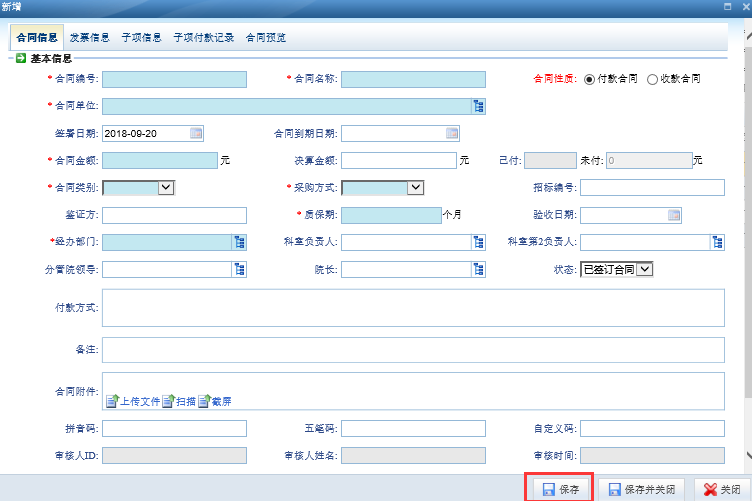 新增
合同信息 发票信息 子项信息 子项付款记录 合同预览
基本信息
* 合同编号: * 合同名称: 合同性质: 付款合同 收款合同
* 合同单位:
签署日期: 2018-09-20 合同到期日期:
* 合同金额: 元 决算金额: 元 已付: 未付: 0 元
* 合同类别: * 采购方式: 招标编号:
鉴证方: * 质保期: 个月 验收日期:
*经办部门: 科室负责人: 科室第2负责人:
分管院领导: 院长: 状态: 已签订合同
付款方式:
备注:
合同附件:
上传文件 扫描 截屏
拼音码: 五笔码: 自定义码:
审核人ID: 审核人姓名: 审核时间:
保存 保存并关闭 关闭